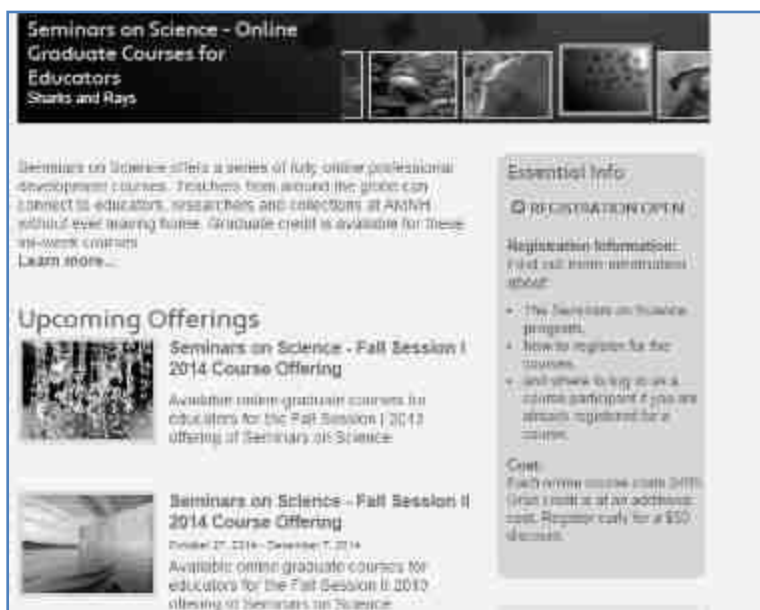 Seminars on Science - Online
Graduate Courses for
Educators
Sharks and Rays
Seminars on Science offers a series of fully online professional
development courses. Teachers from around the globe can
connect to educators, researchers and collections at AMNH
without ever leaving home. Graduate credit is available for these
six-week courses
Learn more...
Upcoming Offerings
Seminars on Science - Fall Session I
2014 Course Offering
Available online graduate courses for
educators for the Fall Session I 2013
offering of Seminars on Science
Seminars on Science - Fall Session II
2014 Course Offering
October 27, 2014 - December 7, 2014
Available online graduate courses for
educators for the Fall Session II 2013
offering of Seminars on Science
Essential Info
REGISTRATION OPEN
Registration Information:
Find out more information
about:
The Seminars on Science
program,
how to register for the
courses,
and where to log in as a
course participant if you are
already registered for a
course.
Cost:
Each online course costs
Grad credit is at an additional
cost. Register early for a $50
discount.